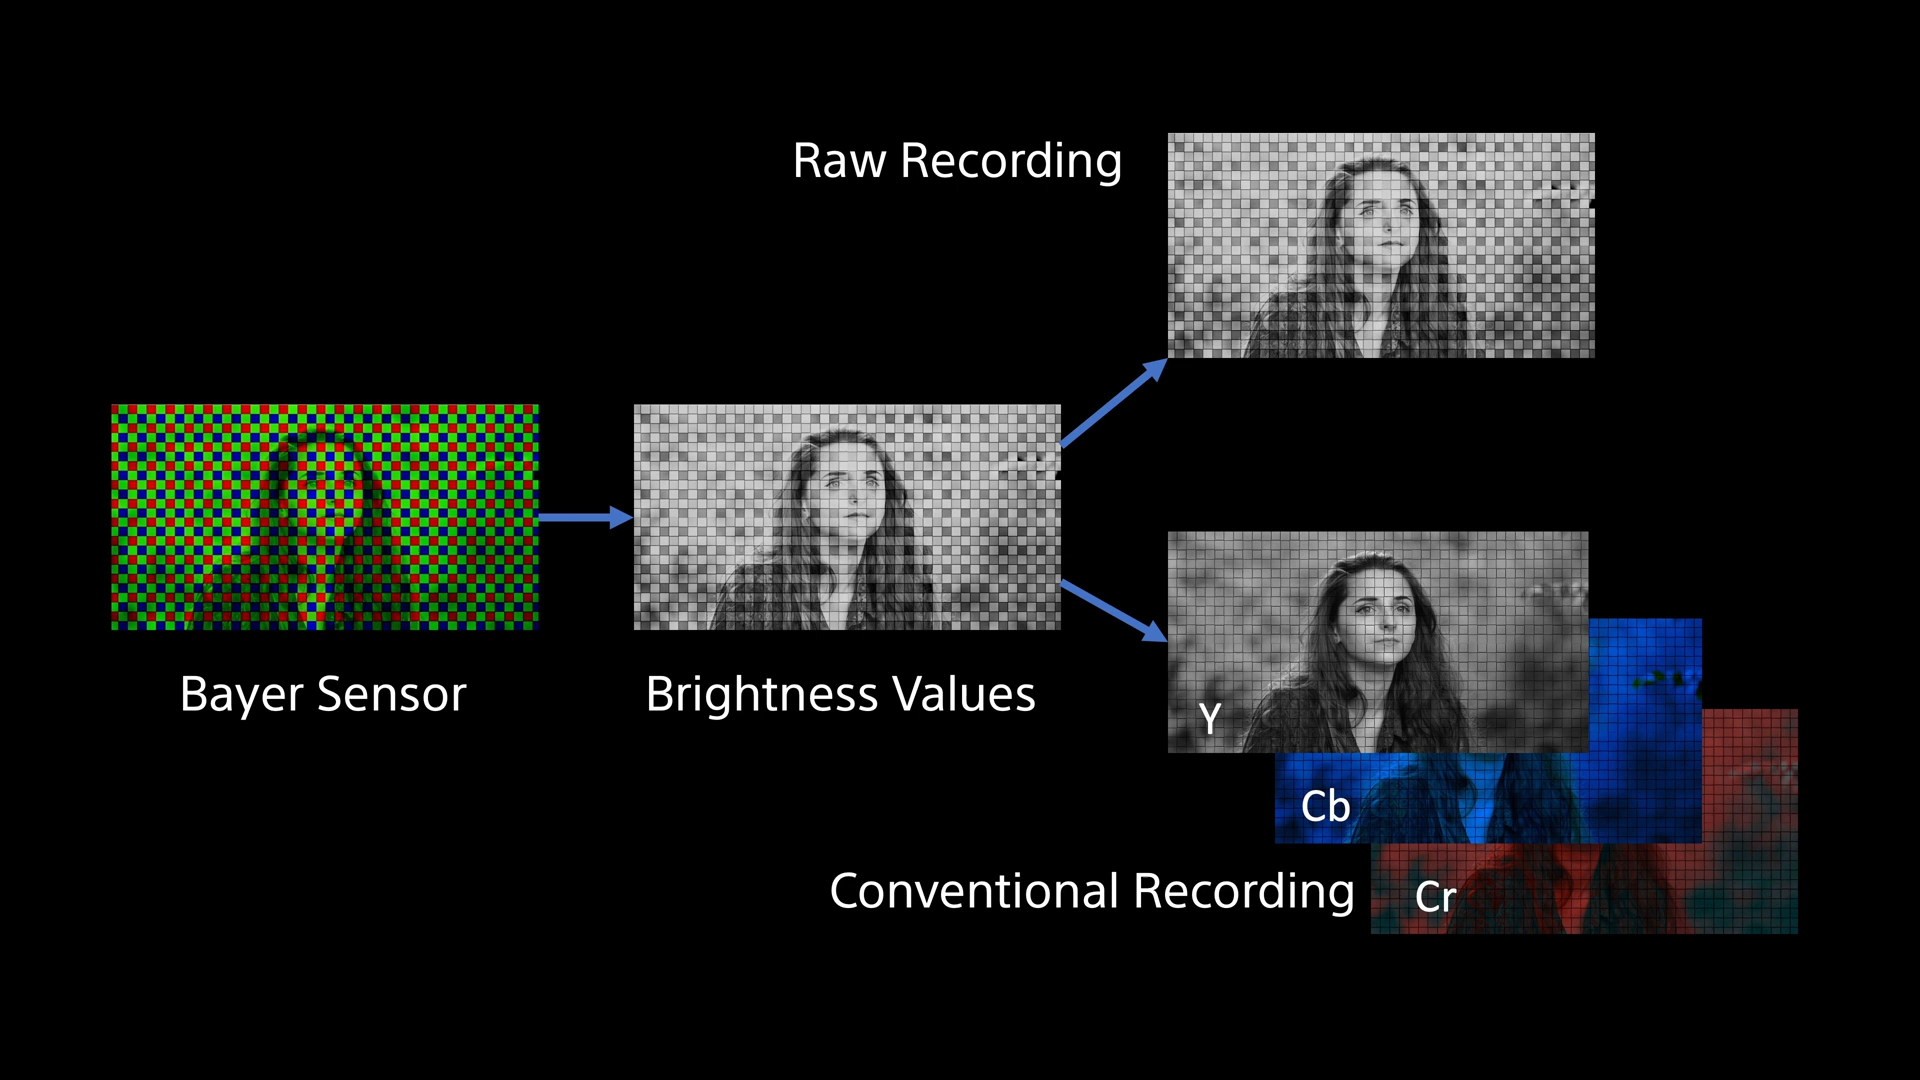 Raw Recording
Bayer Sensor
Brightness Values
Y
Cb
Cr
Conventional Recording